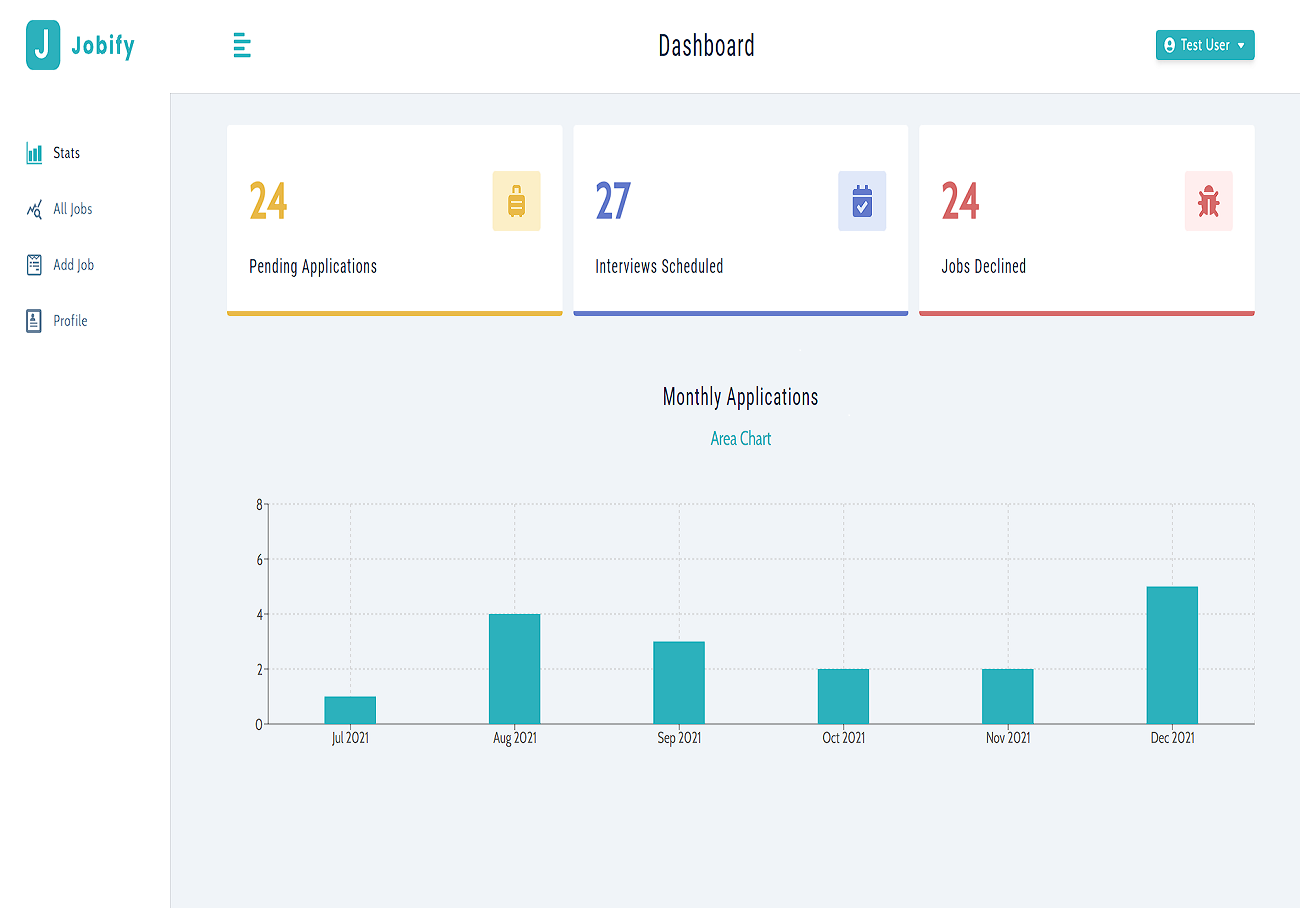 J Jobify
Dashboard
Test User
Stats
All Jobs
Add Job
Profile
24
Pending Applications
27
Interviews Scheduled
24
Jobs Declined
Monthly Applications
Area Chart
8
6
4
2
0
Jul 2021 Aug 2021 Sep 2021 Oct 2021 Nov 2021 Dec 2021